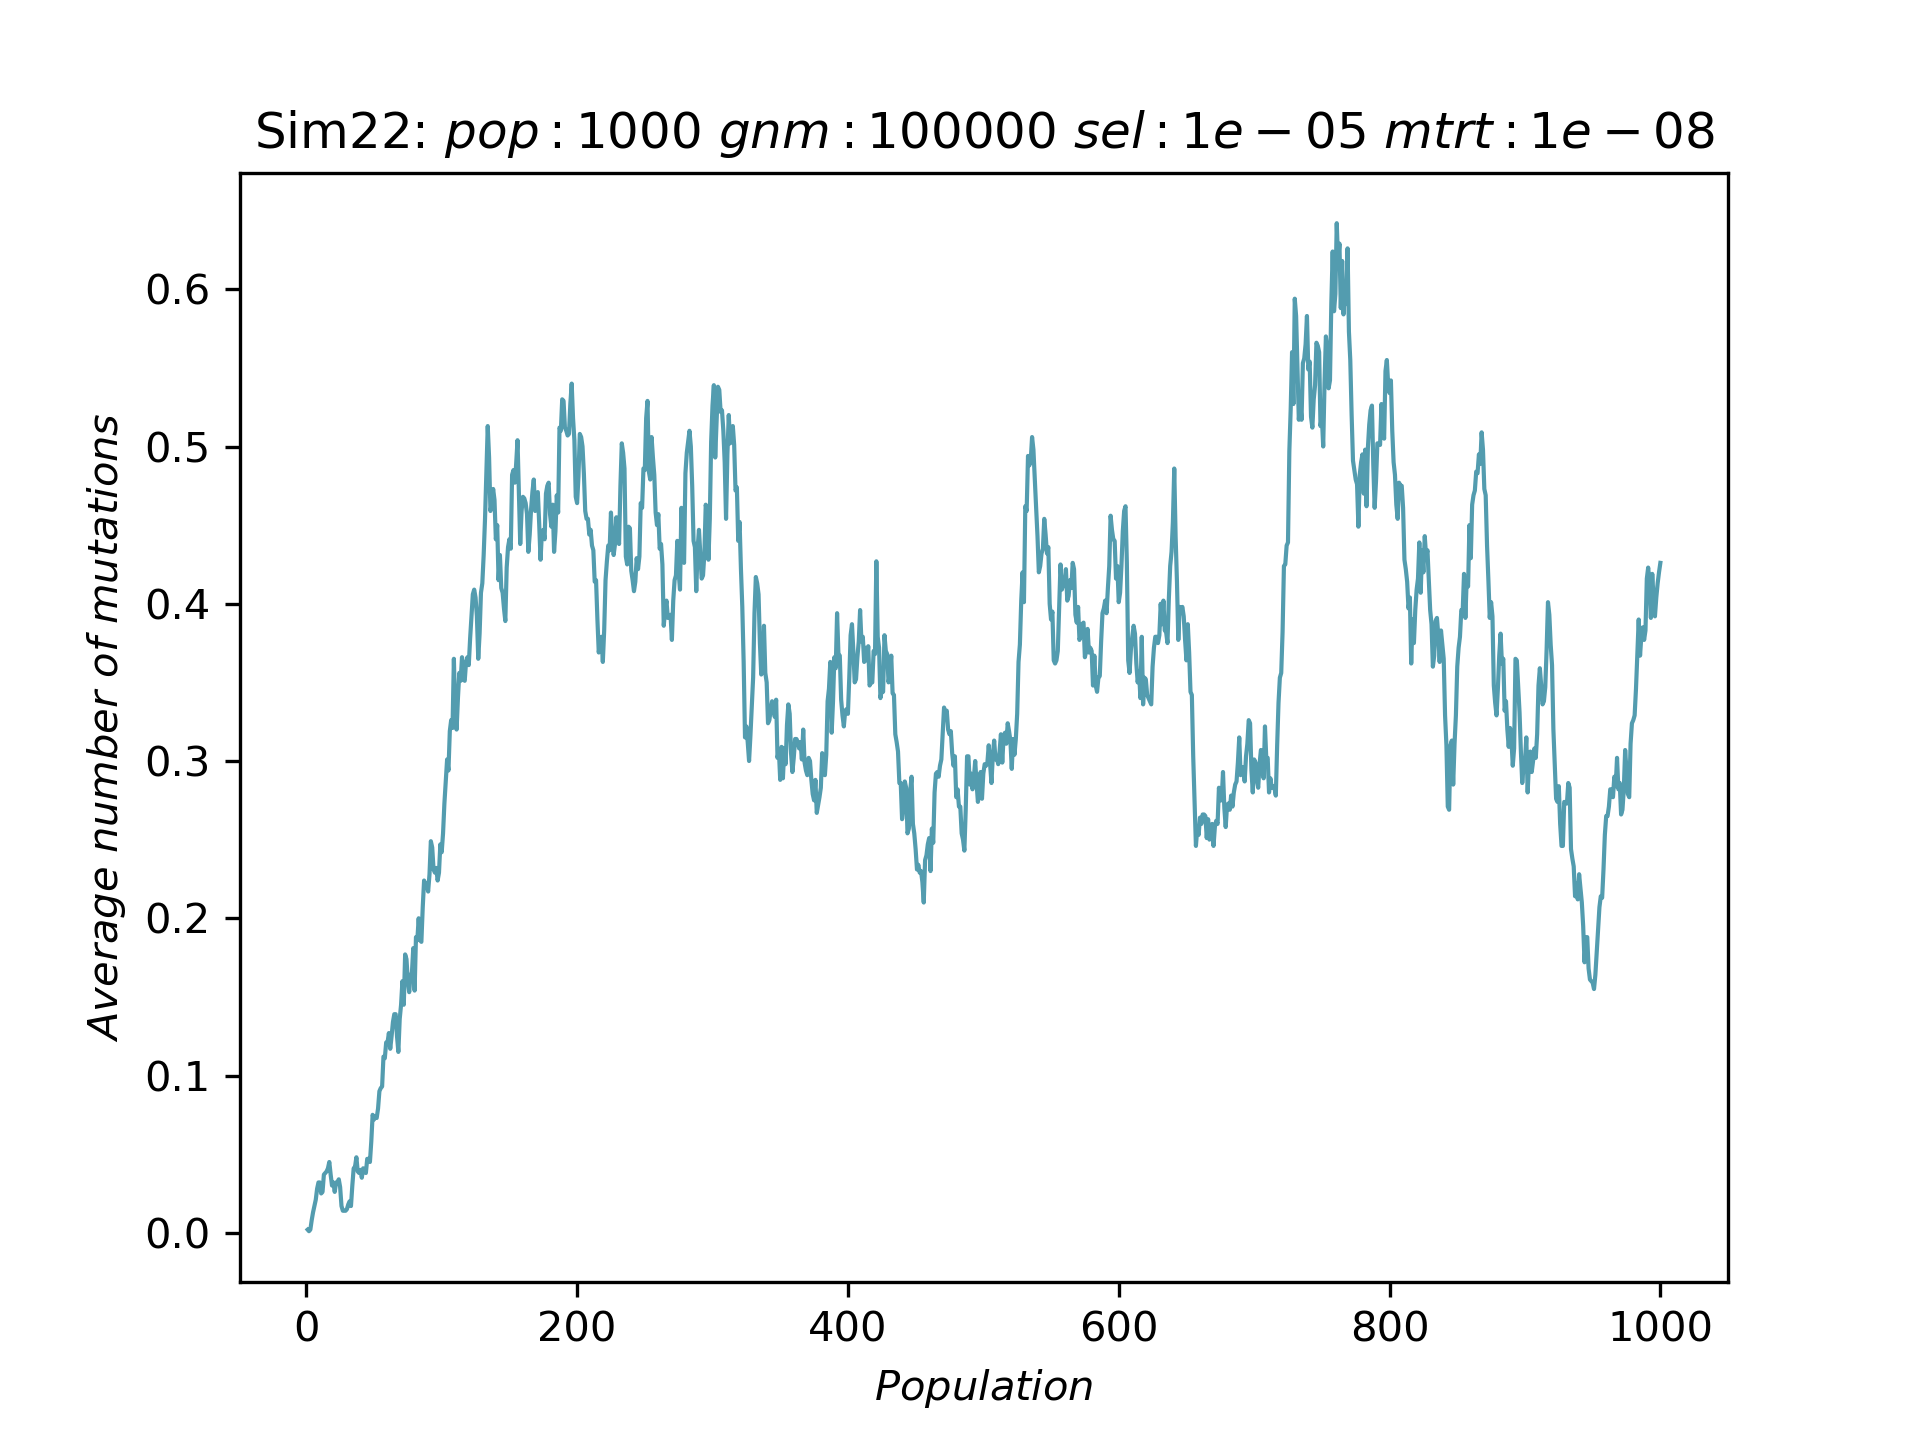 Sim22: pop : 1000 gnm : 100000 sel : 1e − 05 mtrt : 1e − 08
Average number of mutations
0.6
0.5
0.4
0.3
0.2
0.1
0.0
0 200 400 600 800 1000
Population